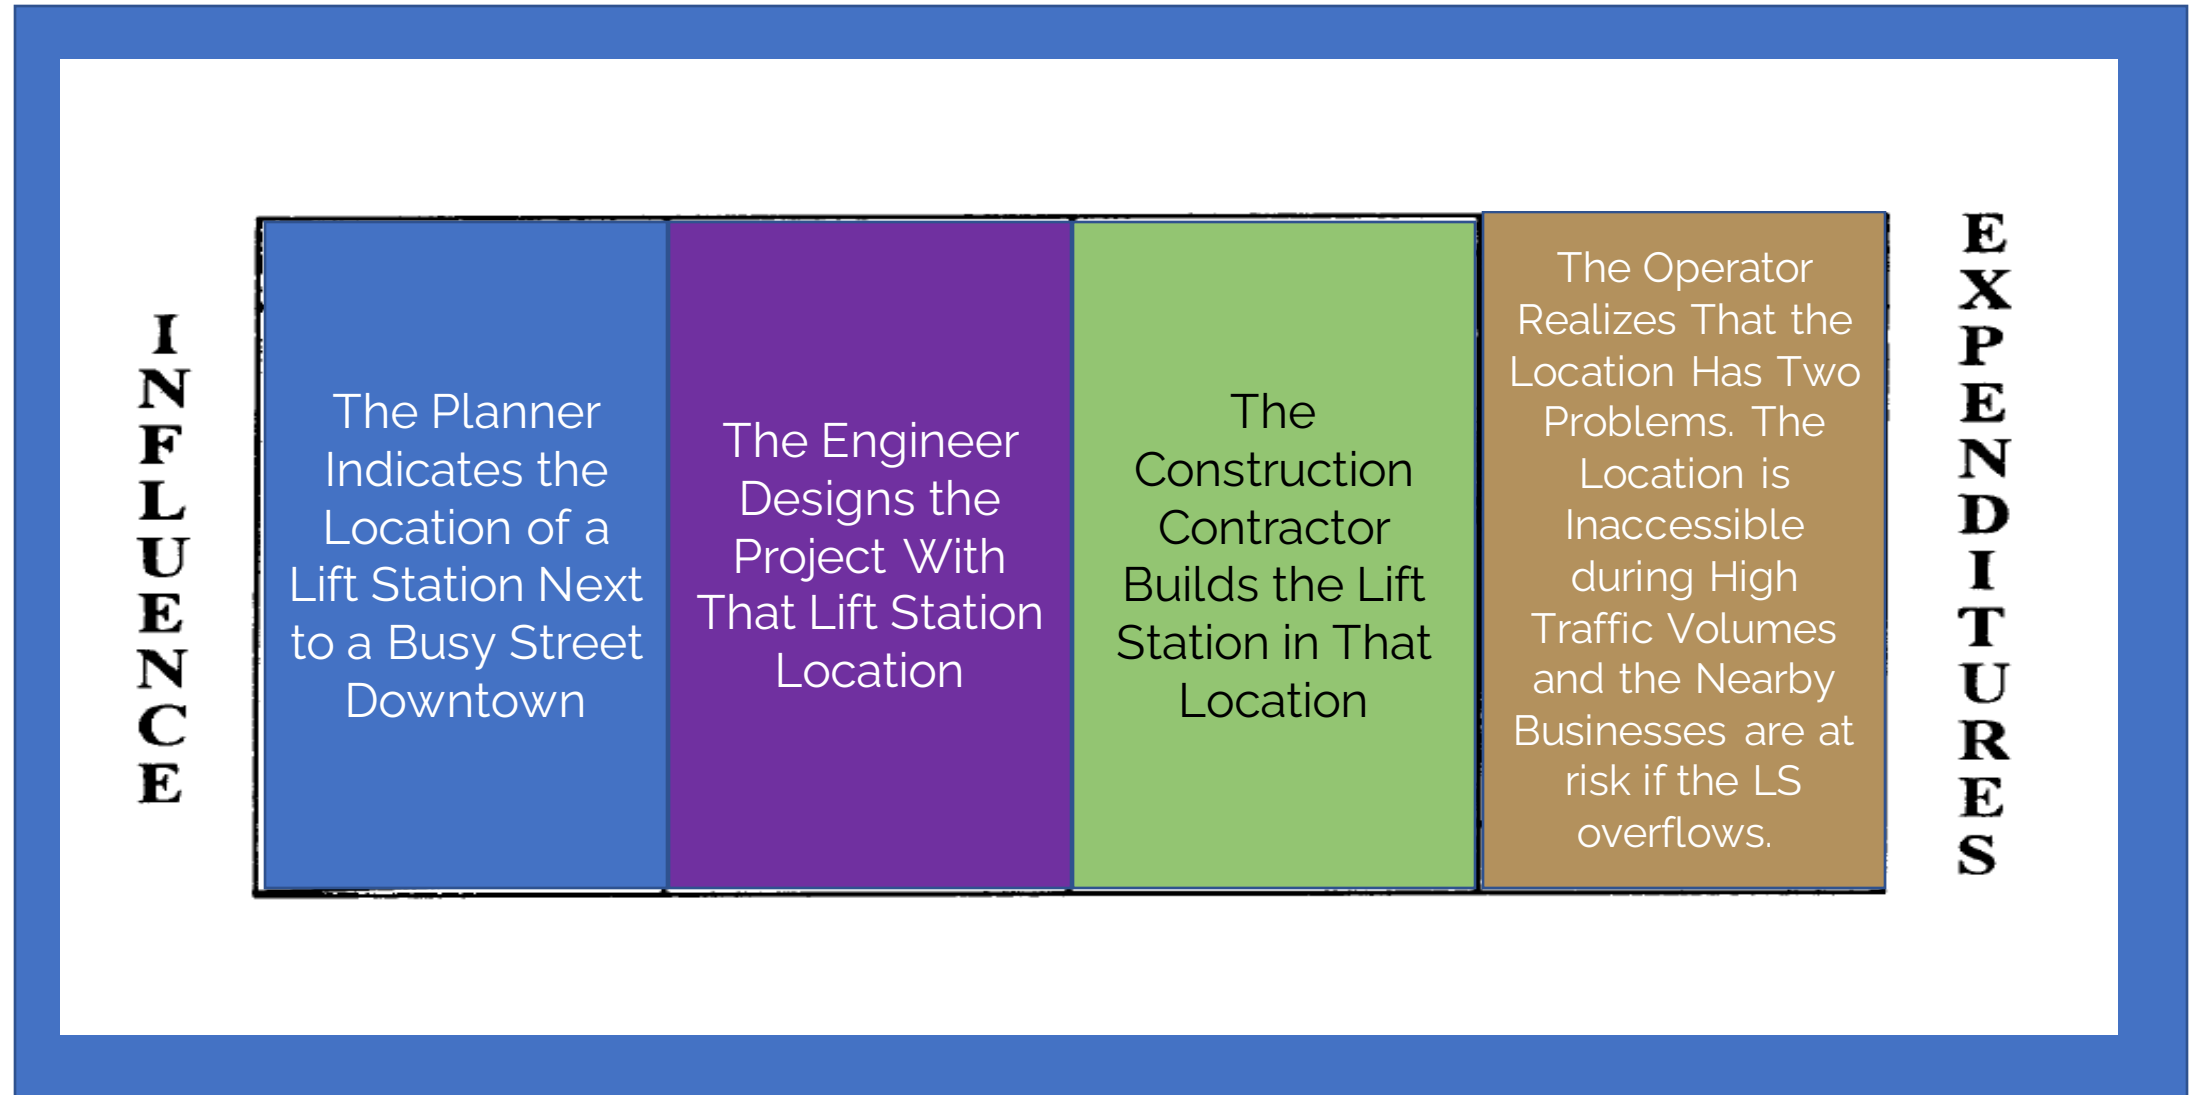 INFLUENCE
The Planner
Indicates the
Location of a
Lift Station Next
to a Busy Street
Downtown
The Engineer
Designs the
Project With
That Lift Station
Location
The
Construction
Contractor
Builds the Lift
Station in That
Location
The Operator
Realizes That the
Location Has Two
Problems. The
Location is
Inaccessible
during High
Traffic Volumes
and the Nearby
Businesses are at
risk if the LS
overflows.
EXPENDITURES